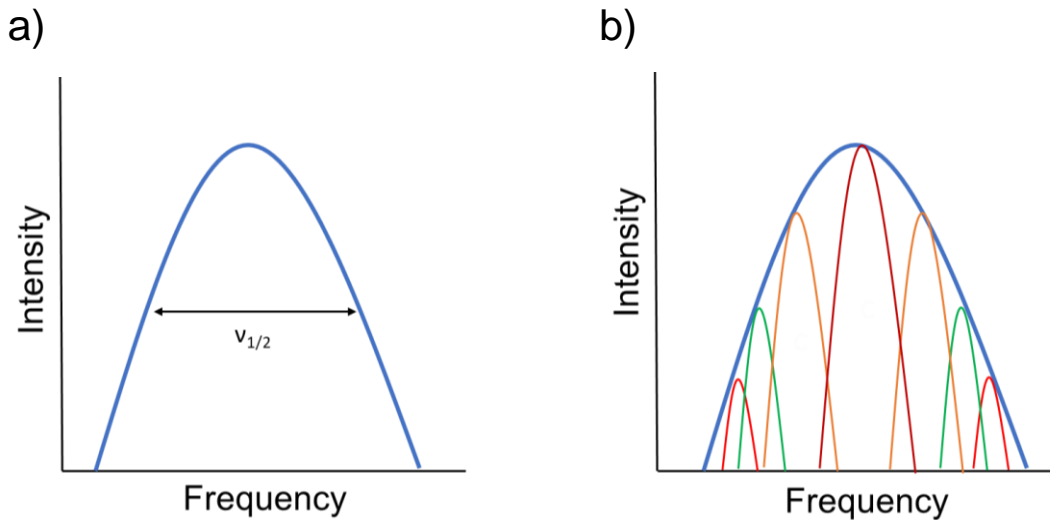 a)
Intensity
ν1/2
Frequency
b)
Intensity
Frequency